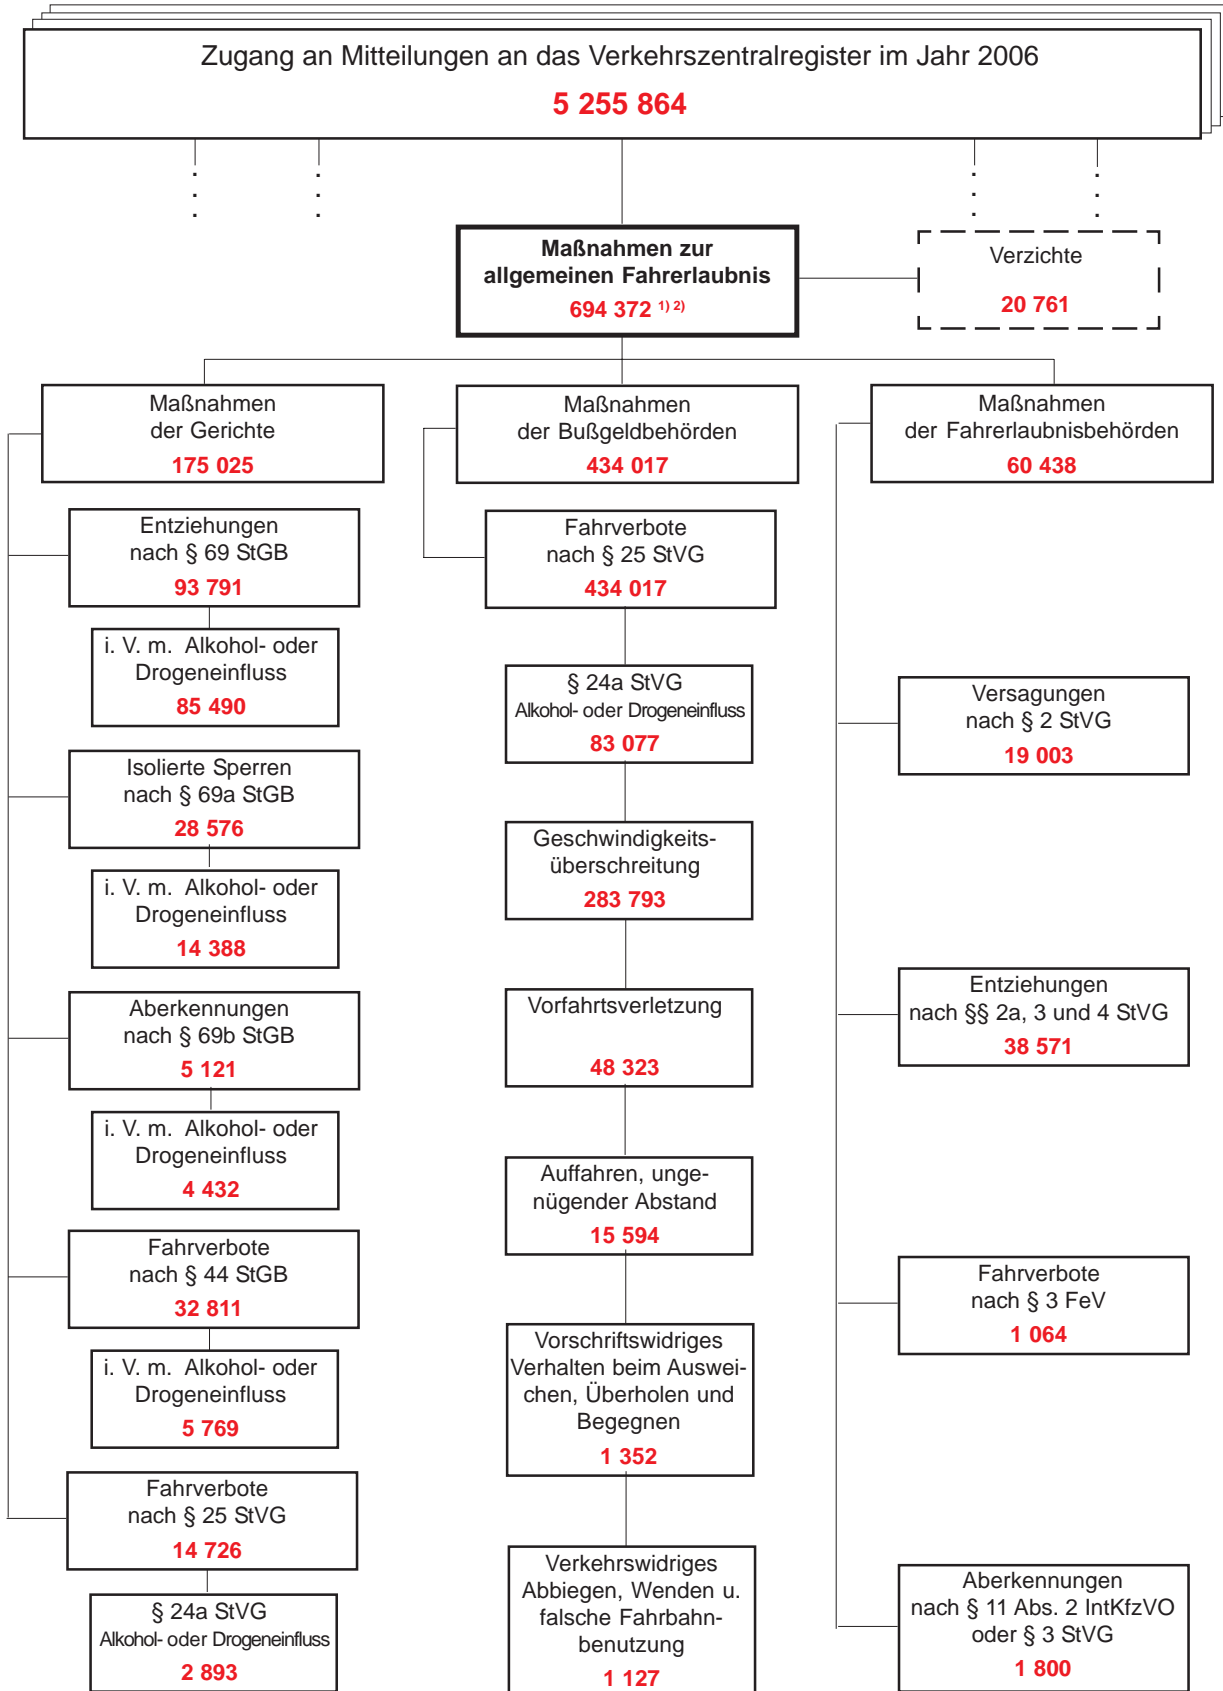 Zugang an Mitteilungen an das Verkehrszentralregister im Jahr 2006
5 255 864
Maßnahmen zur
allgemeinen Fahrerlaubnis
694 372 1) 2)
Verzichte
20 761
Maßnahmen
der Gerichte
175 025
Entziehungen
nach § 69 StGB
93 791
i. V. m. Alkohol- oder
Drogeneinfluss
85 490
Isolierte Sperren
nach § 69a StGB
28 576
i. V. m. Alkohol- oder
Drogeneinfluss
14 388
Aberkennungen
nach § 69b StGB
5 121
i. V. m. Alkohol- oder
Drogeneinfluss
4 432
Fahrverbote
nach § 44 StGB
32 811
i. V. m. Alkohol- oder
Drogeneinfluss
5 769
Fahrverbote
nach § 25 StVG
14 726
§ 24a StVG
Alkohol- oder Drogeneinfluss
2 893
Maßnahmen
der Bußgeldbehörden
434 017
Fahrverbote
nach § 25 StVG
434 017
§ 24a StVG
Alkohol- oder Drogeneinfluss
83 077
Geschwindigkeits-
überschreitung
283 793
Vorfahrtsverletzung
48 323
Auffahren, unge-
nügender Abstand
15 594
Vorschriftswidriges
Verhalten beim Auswei-
chen, Überholen und
Begegnen
1 352
Verkehrswidriges
Abbiegen, Wenden u.
falsche Fahrbahn-
benutzung
1 127
Maßnahmen
der Fahrerlaubnisbehörden
60 438
Versagungen
nach § 2 StVG
19 003
Entziehungen
nach §§ 2a, 3 und 4 StVG
38 571
Fahrverbote
nach § 3 FeV
1 064
Aberkennungen
nach § 11 Abs. 2 IntKfzVO
oder § 3 StVG
1 800